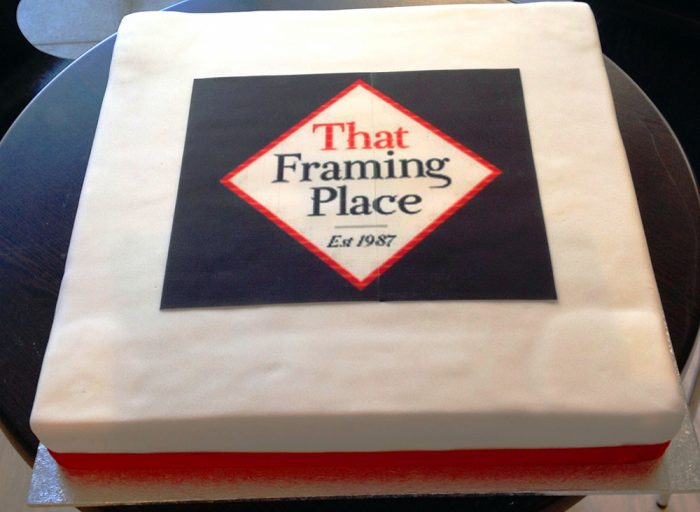 That
Framing
Place
Est 1987